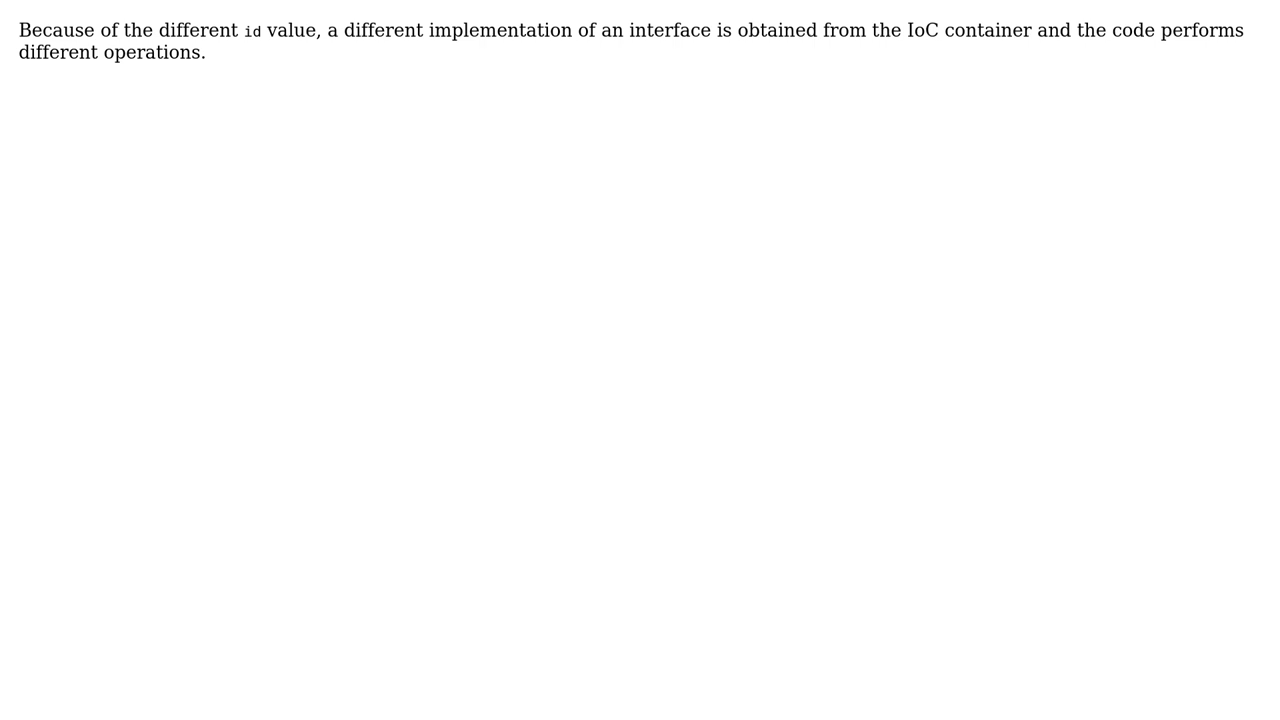 Because of the different id value, a different implementation of an interface is obtained from the IoC container and the code performs
different operations.